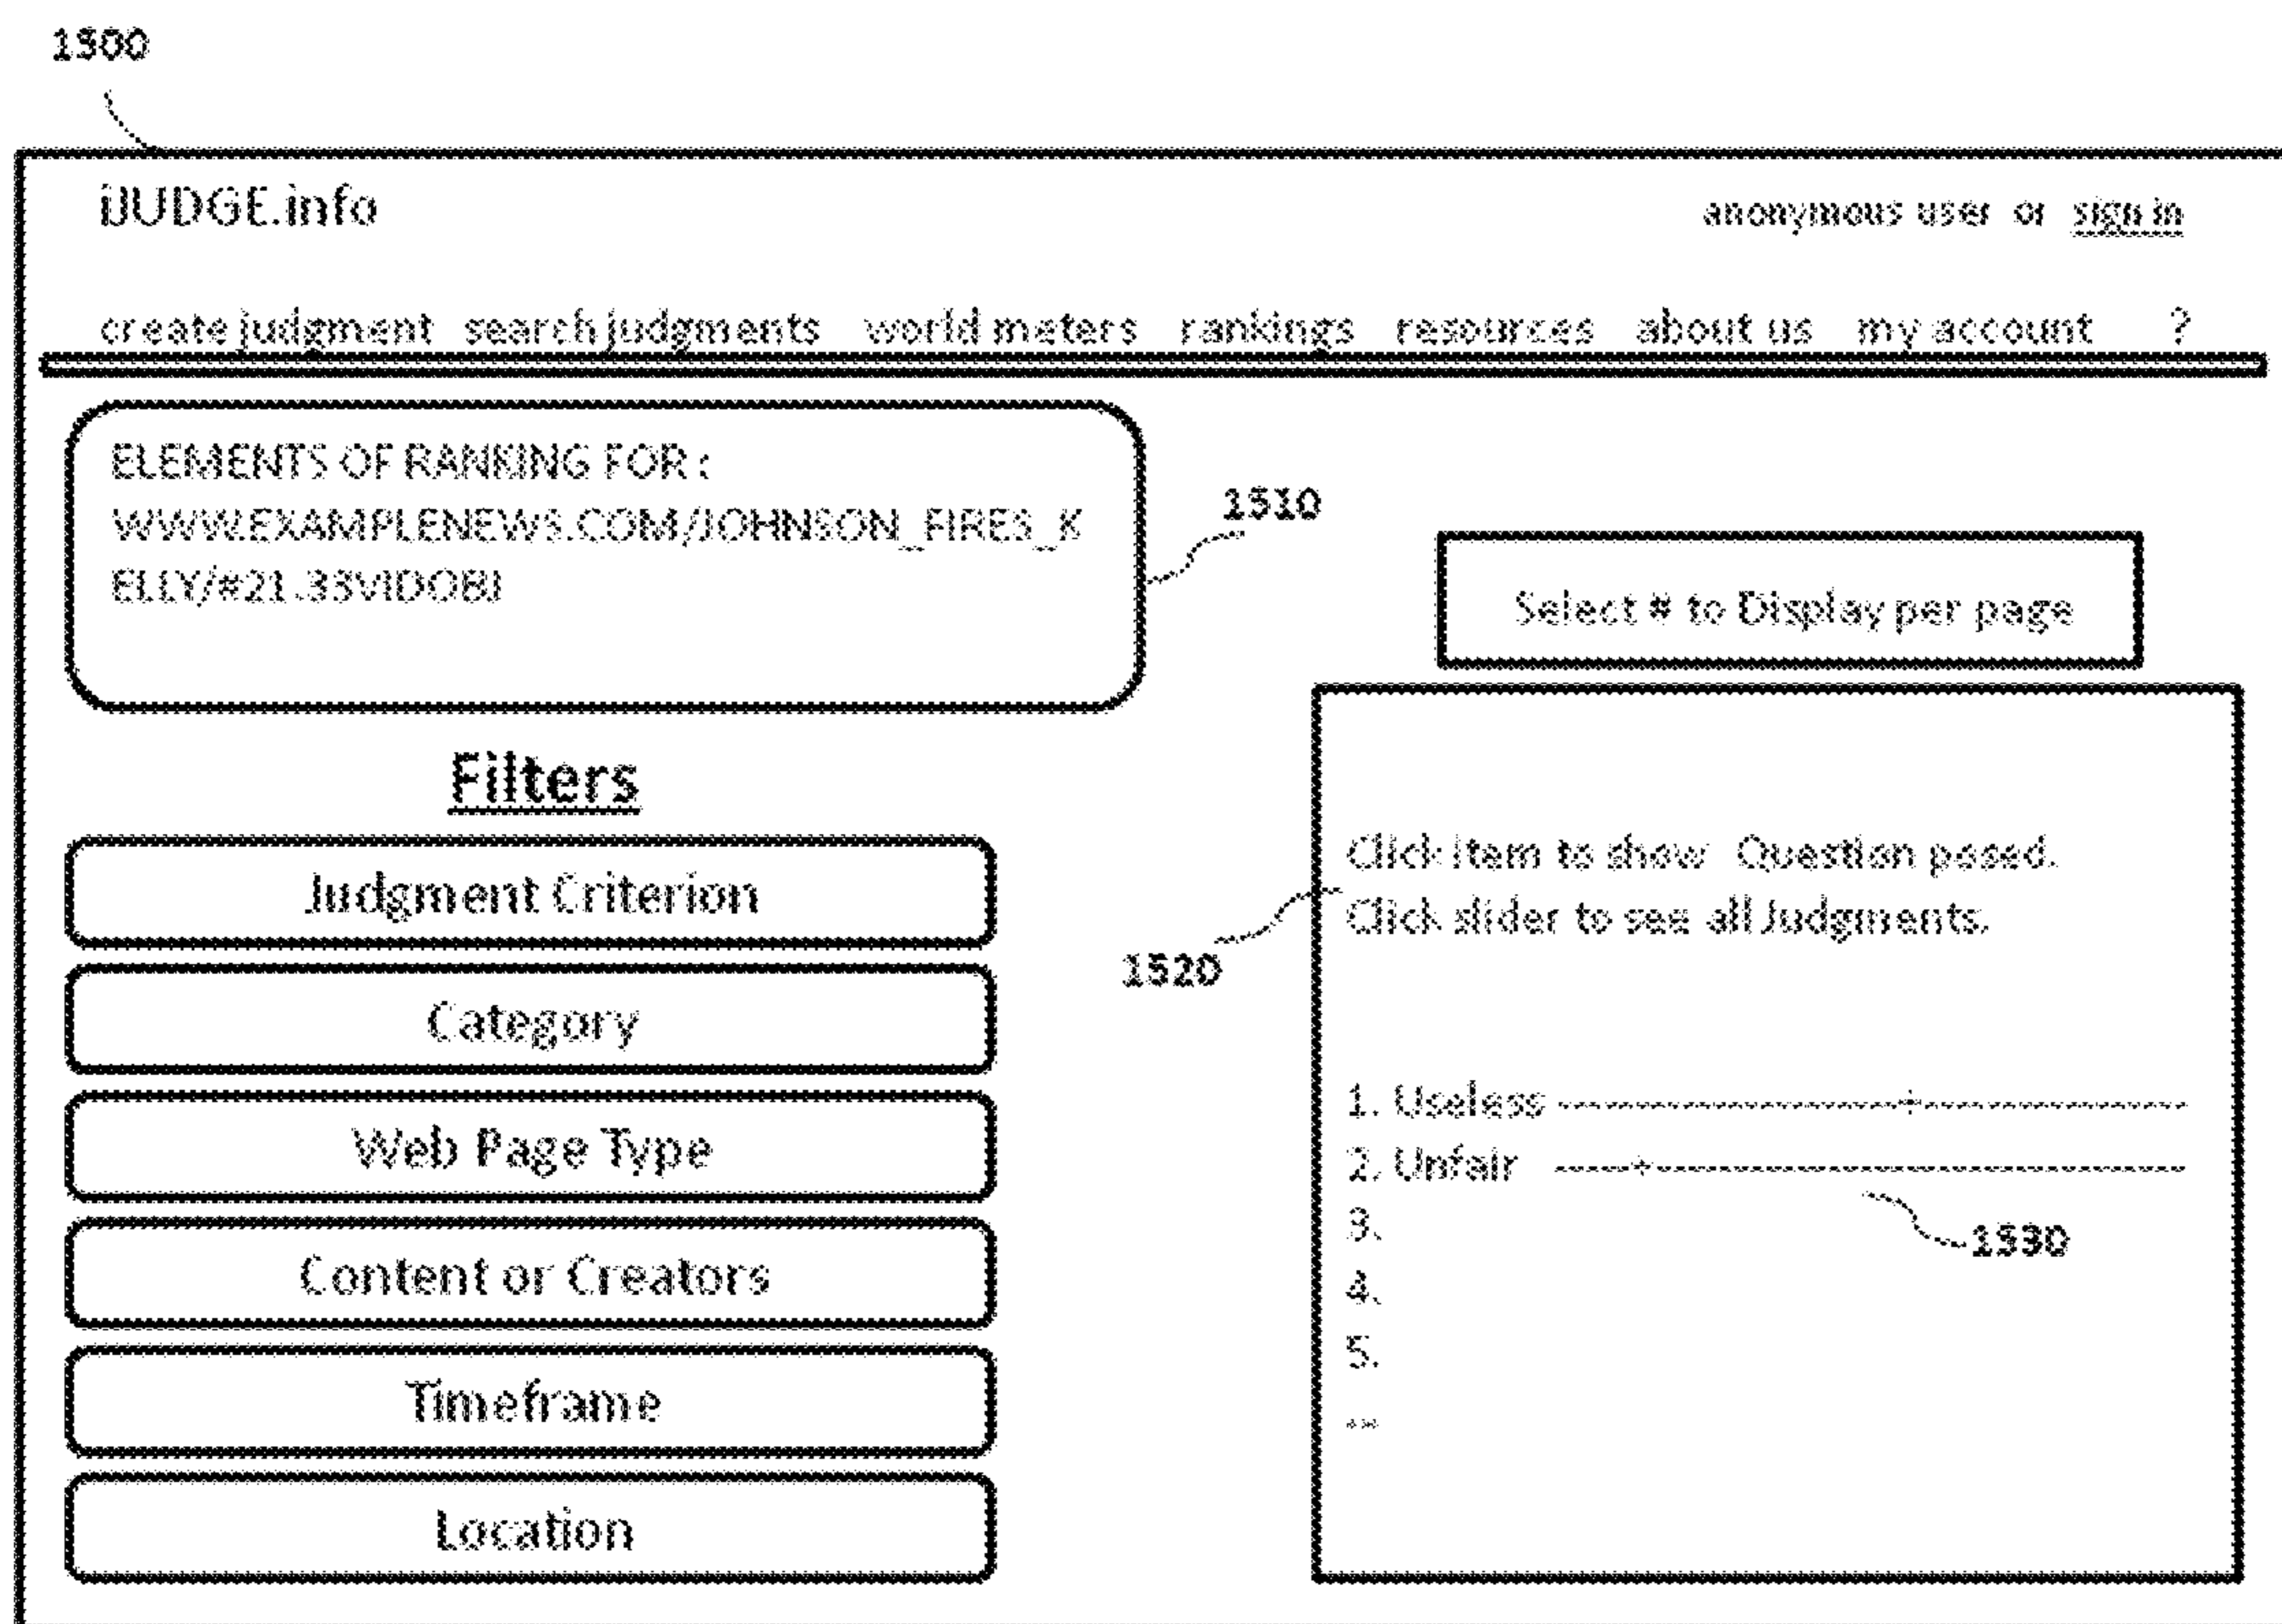 1500
iJUDGE.info
anonymous user or sign in
create judgment search judgments world meters rankings resources about us my account ?
ELEMENTS OF RANKING FOR :
WWW.EXAMPLENEWS.COM/JOHNSON_FIRES_K
ELLY/#21.33VIDOBJ
1510
Select # to Display per page
Filters
Judgment Criterion
Category
Web Page Type
Content or Creators
Timeframe
Location
Click item to show Question posed.
Click slider to see all Judgments.
1520
1. Useless -----------------------+------------------
2. Unfair -----+------------------------------------
3.
4.
5.
...
1530